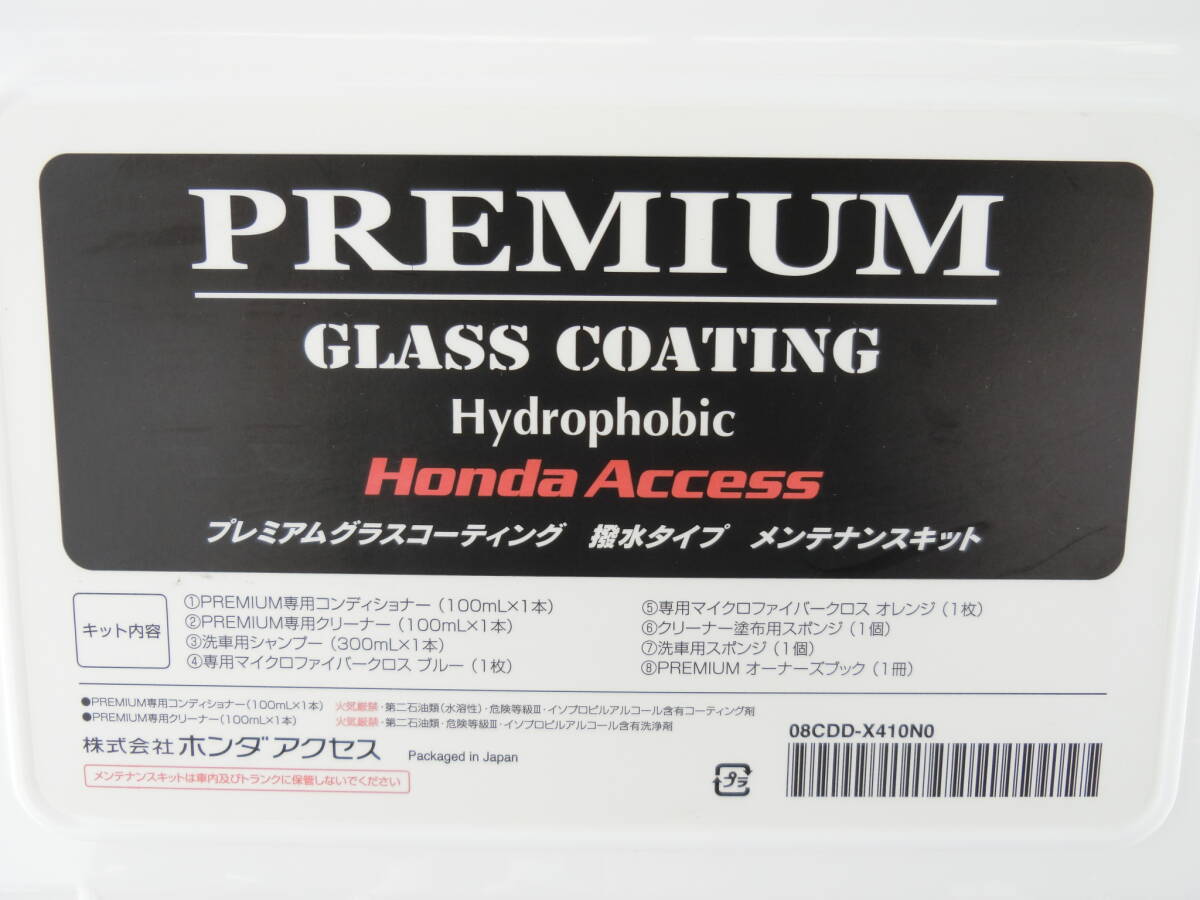 PREMIUM
GLASS COATING
Hydrophobic
Honda Access
プレミアムグラスコーティング 撥水タイプ メンテナンスキット
キット内容
①PREMIUM専用コンディショナー(100mL×1本)
②PREMIUM専用クリーナー(100mL×1本)
③洗車用シャンプー(300mL×1本)
④専用マイクロファイバークロス ブルー(1枚)
⑤専用マイクロファイバークロス オレンジ(1枚)
⑥クリーナー塗布用スポンジ(1個)
⑦洗車用スポンジ(1個)
⑧PREMIUM オーナーズブック(1冊)
●PREMIUM専用コンディショナー(100mL×1本) 火気厳禁・第二石油類(水溶性)・危険等級Ⅲ・イソプロピルアルコール含有コーティング剤
●PREMIUM専用クリーナー(100mL×1本) 火気厳禁・第二石油類・危険等級Ⅲ・イソプロピルアルコール含有洗浄剤
株式会社ホンダアクセス Packaged in Japan
メンテナンスキットは車内及びトランクに保管しないでください
プラ
08CDD-X410N0